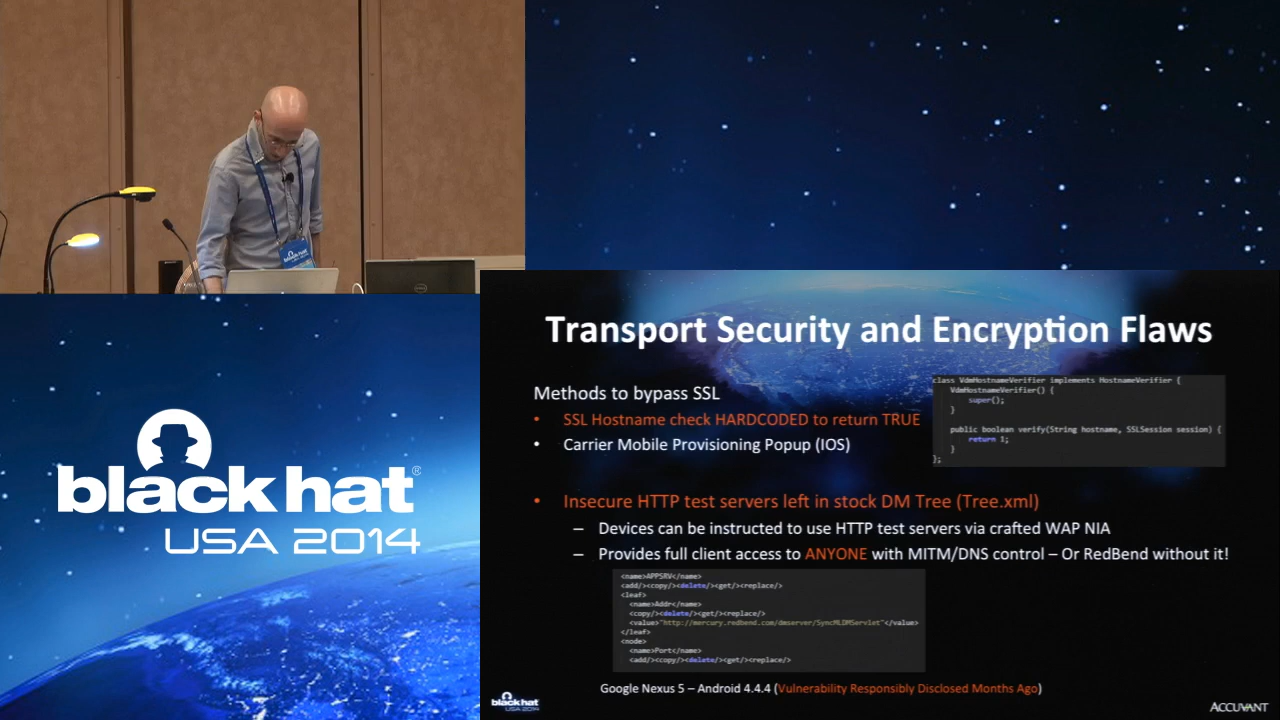 black hat
black hat®
USA 2014
Transport Security and Encryption Flaws
Methods to bypass SSL
• SSL Hostname check HARDCODED to return TRUE
• Carrier Mobile Provisioning Popup (IOS)
class VdmHostnameVerifier implements HostnameVerifier {
VdmHostnameVerifier() {
super();
}
public boolean verify(String hostname, SSLSession session) {
return 1;
}
};
• Insecure HTTP test servers left in stock DM Tree (Tree.xml)
– Devices can be instructed to use HTTP test servers via crafted WAP NIA
– Provides full client access to ANYONE with MITM/DNS control – Or RedBend without it!
<name>APPSRV</name>
<add/><copy/><delete/><get/><replace/>
<leaf>
<name>Addr</name>
<copy/><delete/><get/><replace/>
<value>"http://mercury.redbend.com/dmserver/SyncMLDMServlet"</value>
</leaf>
<node>
<name>Port</name>
<add/><copy/><delete/><get/><replace/>
Google Nexus 5 – Android 4.4.4 (Vulnerability Responsibly Disclosed Months Ago)
black hat
USA 2014
ACCUVANT